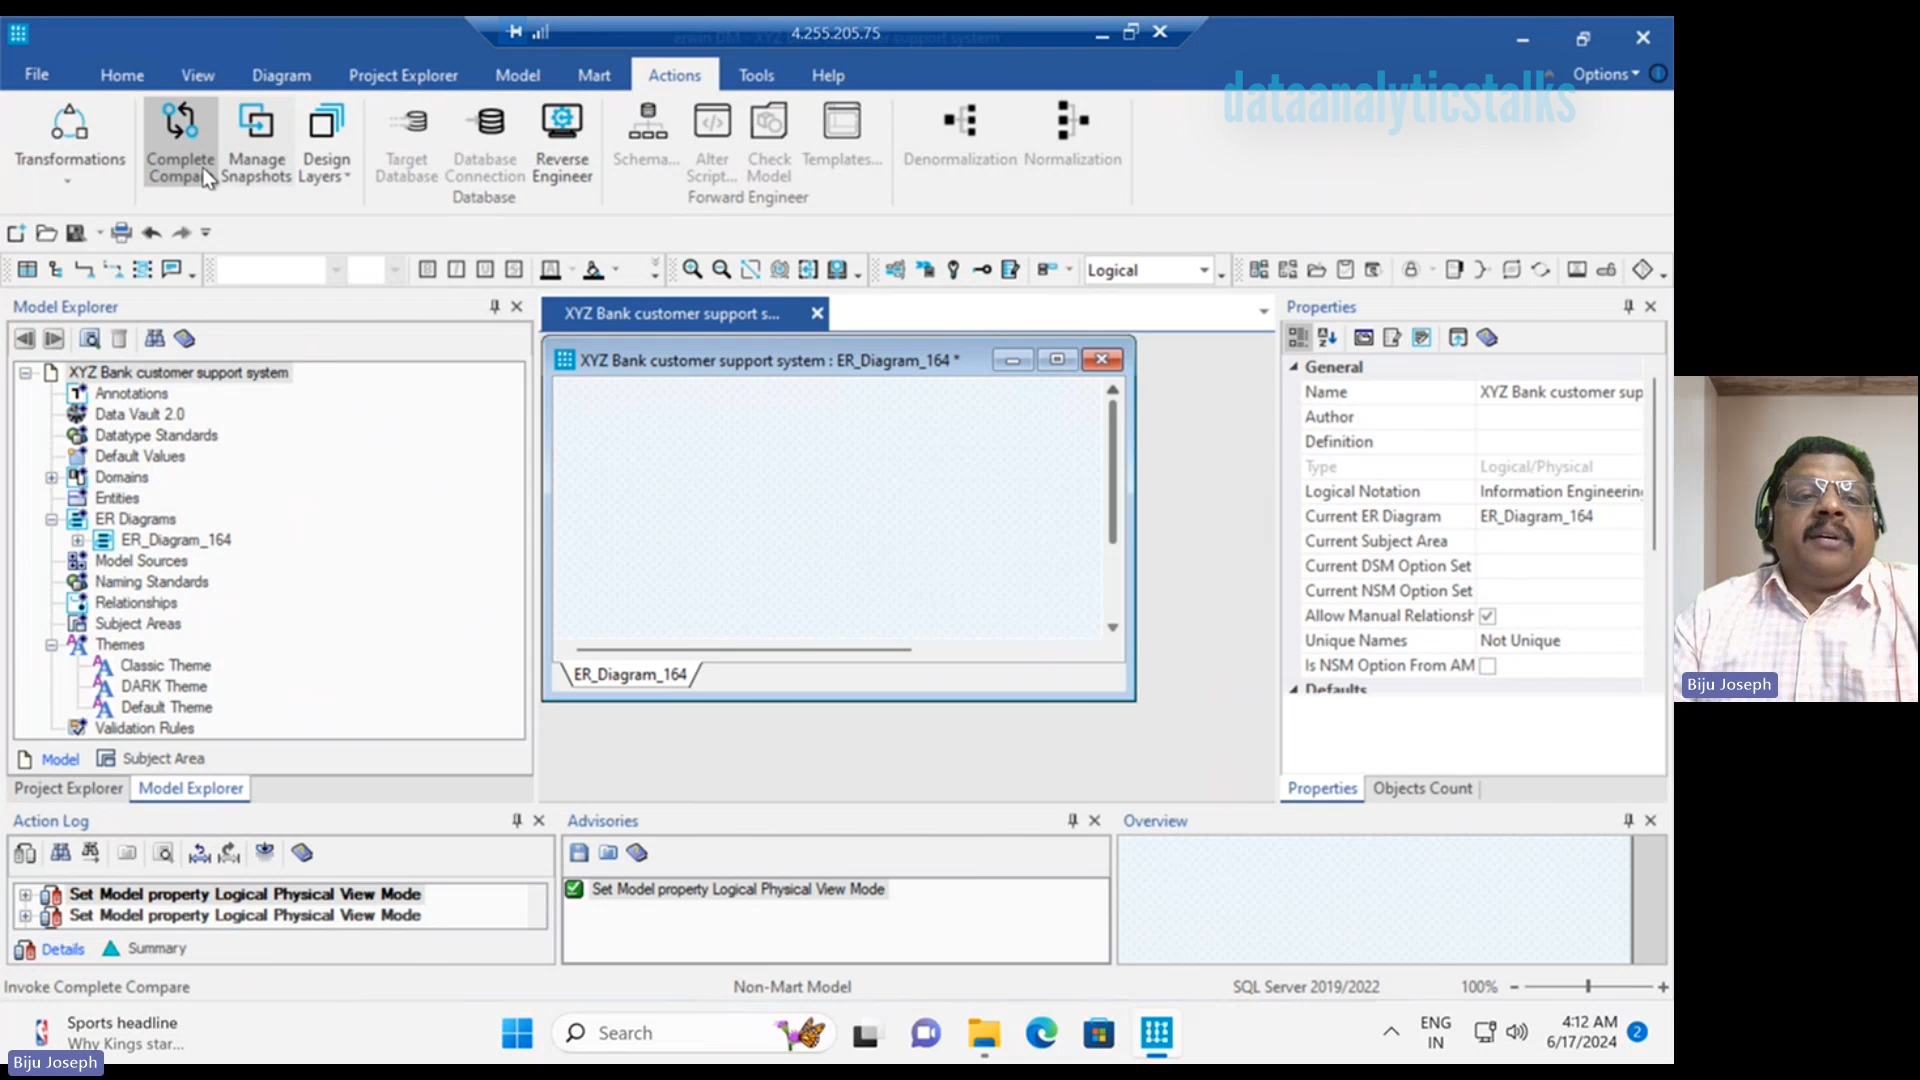 4.255.205.75
erwin DM - XYZ Bank customer support system
File Home View Diagram Project Explorer Model Mart Actions Tools Help Options
dataanalyticstalks
Transformations
Complete Compare
Manage Snapshots
Design Layers
Target Database
Database Connection
Reverse Engineer
Database
Schema...
Alter Script...
Check Model
Templates...
Forward Engineer
Denormalization
Normalization
Logical
Model Explorer
XYZ Bank customer support system
Annotations
Data Vault 2.0
Datatype Standards
Default Values
Domains
Entities
ER Diagrams
ER_Diagram_164
Model Sources
Naming Standards
Relationships
Subject Areas
Themes
Classic Theme
DARK Theme
Default Theme
Validation Rules
Model Subject Area
Project Explorer Model Explorer
XYZ Bank customer support s...
XYZ Bank customer support system : ER_Diagram_164 *
ER_Diagram_164
Properties
General
Name XYZ Bank customer sup
Author
Definition
Type Logical/Physical
Logical Notation Information Engineering
Current ER Diagram ER_Diagram_164
Current Subject Area
Current DSM Option Set
Current NSM Option Set
Allow Manual Relationsh
Unique Names Not Unique
Is NSM Option From AM
Defaults
Properties Objects Count
Action Log
Set Model property Logical Physical View Mode
Set Model property Logical Physical View Mode
Details Summary
Advisories
Set Model property Logical Physical View Mode
Overview
Invoke Complete Compare
Non-Mart Model
SQL Server 2019/2022
100%
Sports headline
Why Kings star...
Search
ENG
IN
4:12 AM
6/17/2024
2
Biju Joseph
Biju Joseph